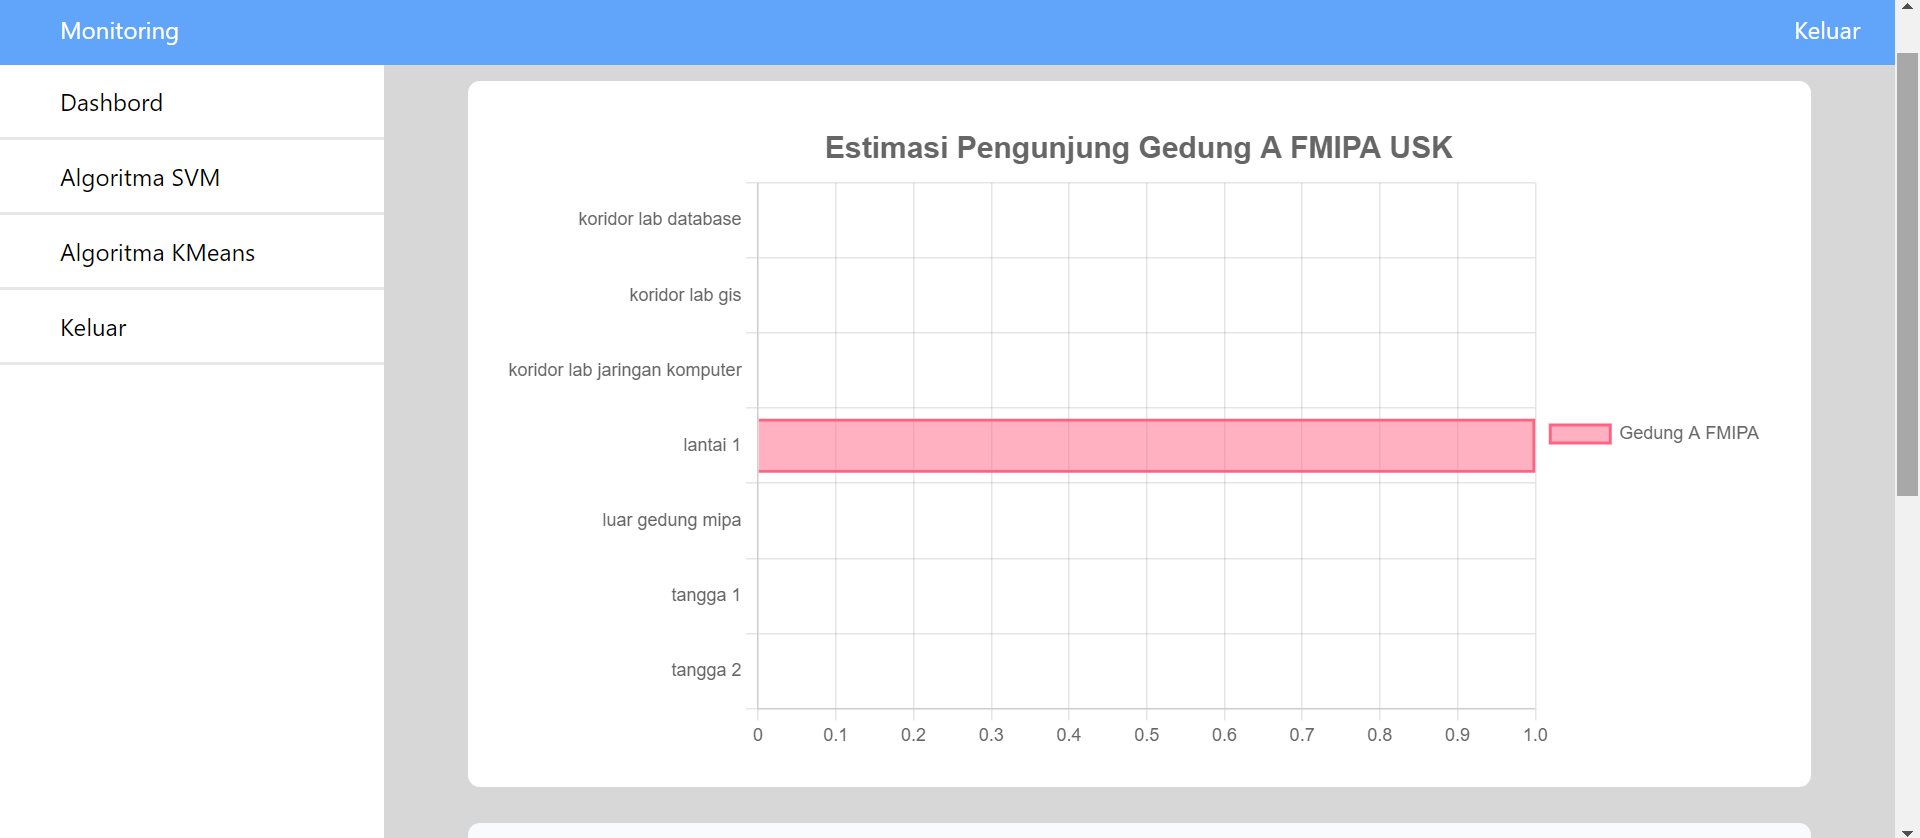 Monitoring
Keluar
Dashbord
Algoritma SVM
Algoritma KMeans
Keluar
Estimasi Pengunjung Gedung A FMIPA USK
koridor lab database
koridor lab gis
koridor lab jaringan komputer
lantai 1
luar gedung mipa
tangga 1
tangga 2
0 0.1 0.2 0.3 0.4 0.5 0.6 0.7 0.8 0.9 1.0
Gedung A FMIPA